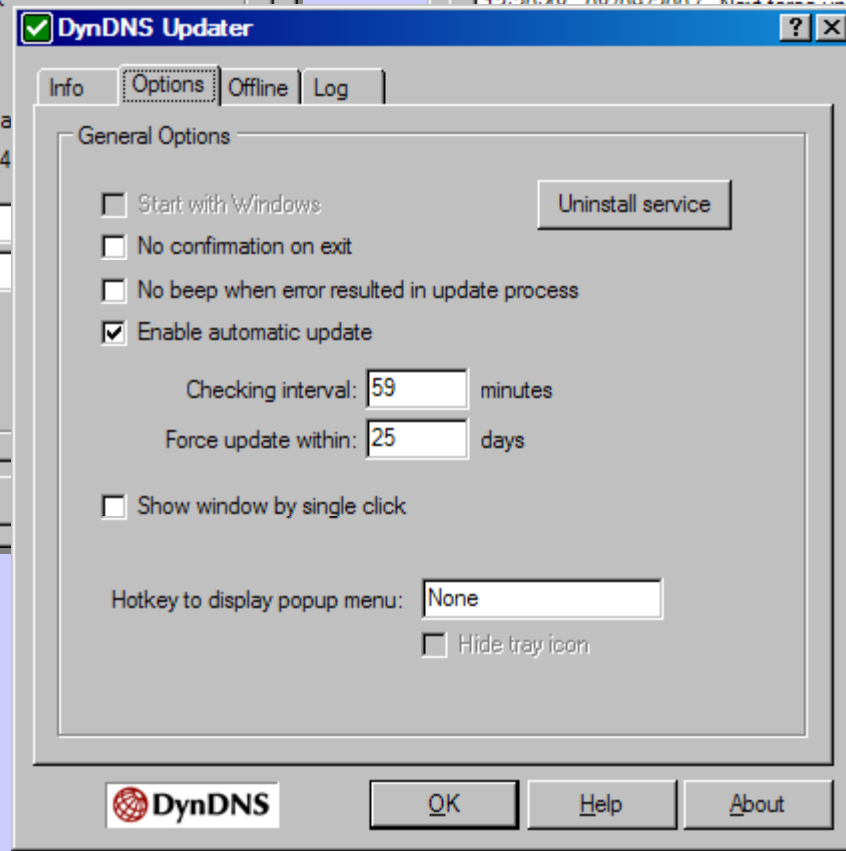 DynDNS Updater
Info Options Offline Log
General Options
Start with Windows Uninstall service
No confirmation on exit
No beep when error resulted in update process
Enable automatic update
Checking interval: 59 minutes
Force update within: 25 days
Show window by single click
Hotkey to display popup menu: None
Hide tray icon
DynDNS OK Help About